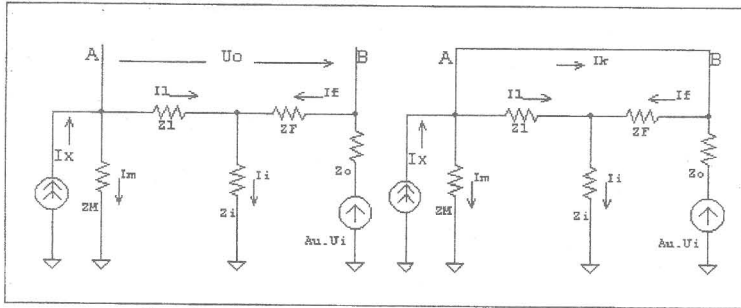 A Uo B
I1 If
Z1 ZF
Ix
Im Ii Zo
ZM Zi
Au.Ui
A Ik B
I1 If
Z1 ZF
Ix
Im Ii Zo
ZM Zi
Au.Ui